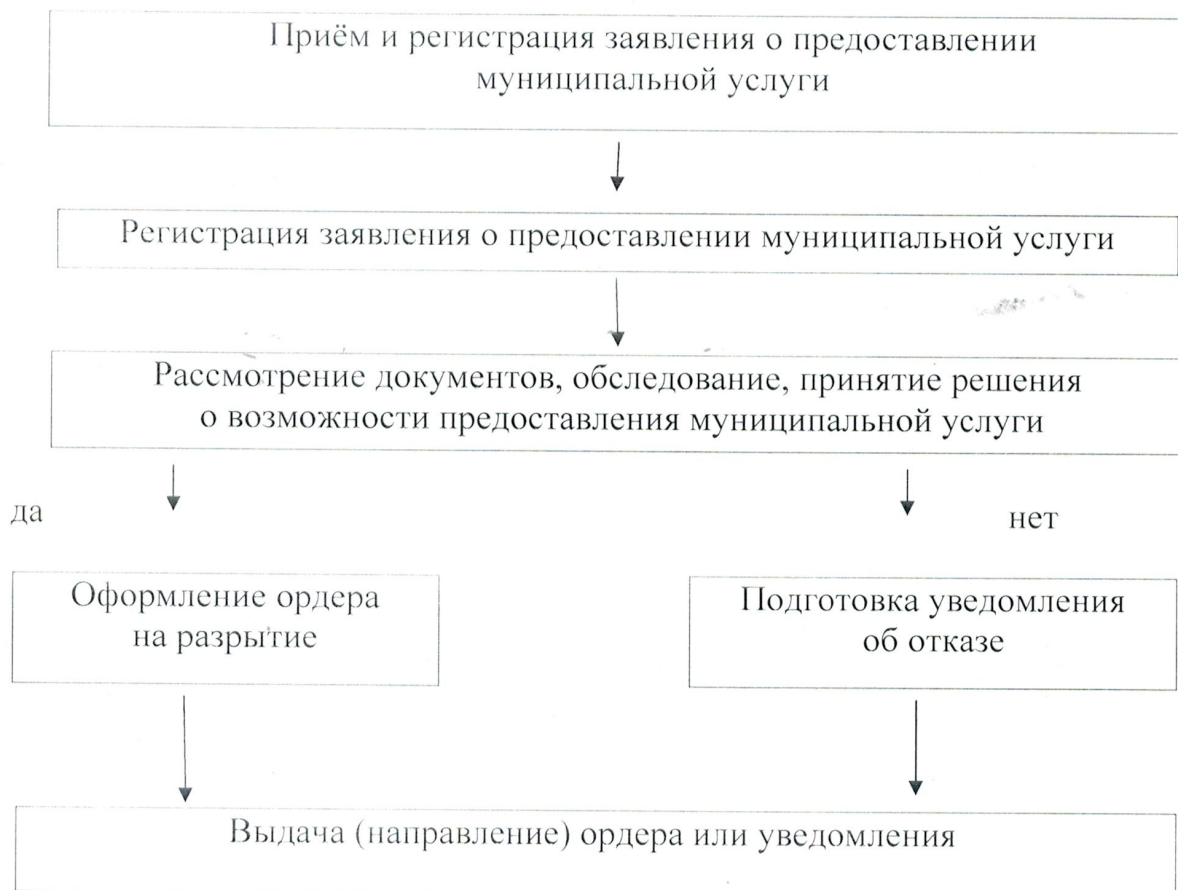 Приём и регистрация заявления о предоставлении
муниципальной услуги
Регистрация заявления о предоставлении муниципальной услуги
Рассмотрение документов, обследование, принятие решения
о возможности предоставления муниципальной услуги
да
нет
Оформление ордера
на разрытие
Подготовка уведомления
об отказе
Выдача (направление) ордера или уведомления